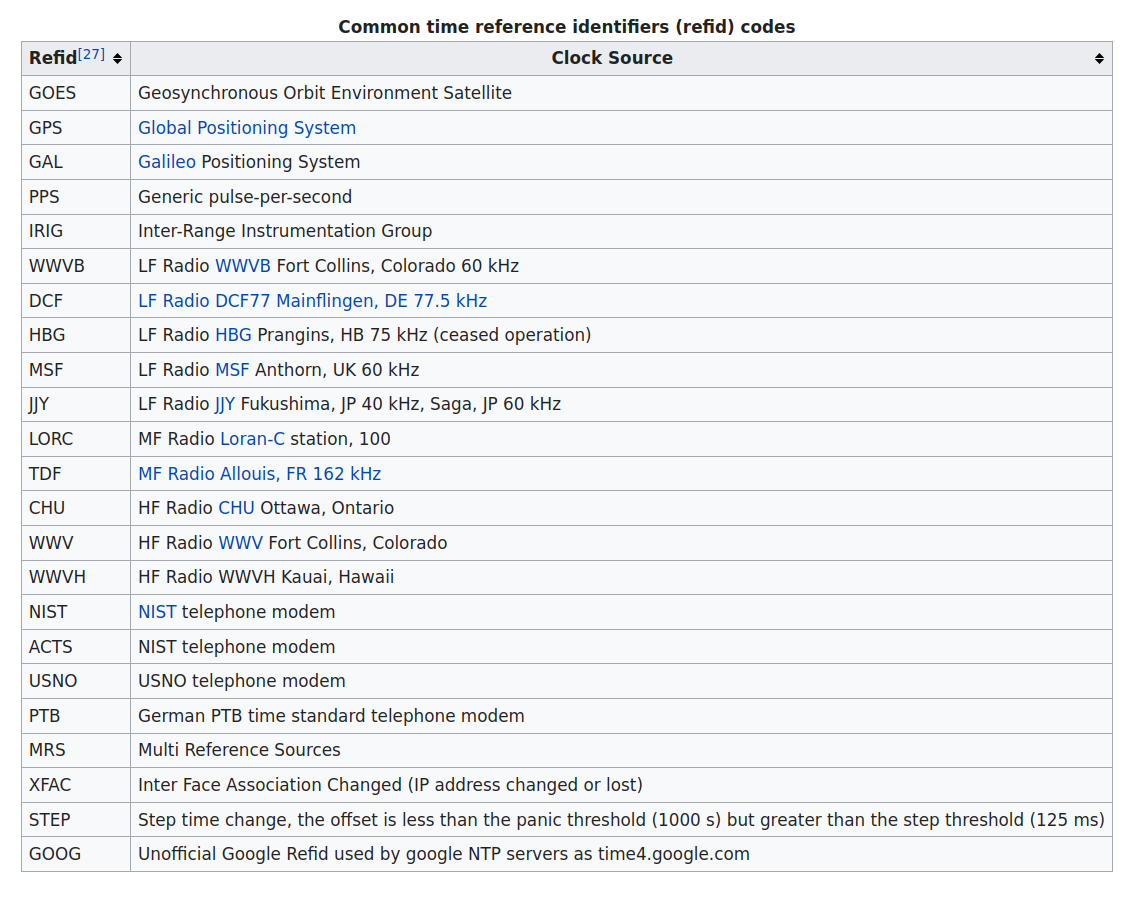 Common time reference identifiers (refid) codes
Refid[27] Clock Source
GOES Geosynchronous Orbit Environment Satellite
GPS Global Positioning System
GAL Galileo Positioning System
PPS Generic pulse-per-second
IRIG Inter-Range Instrumentation Group
WWVB LF Radio WWVB Fort Collins, Colorado 60 kHz
DCF LF Radio DCF77 Mainflingen, DE 77.5 kHz
HBG LF Radio HBG Prangins, HB 75 kHz (ceased operation)
MSF LF Radio MSF Anthorn, UK 60 kHz
JJY LF Radio JJY Fukushima, JP 40 kHz, Saga, JP 60 kHz
LORC MF Radio Loran-C station, 100
TDF MF Radio Allouis, FR 162 kHz
CHU HF Radio CHU Ottawa, Ontario
WWV HF Radio WWV Fort Collins, Colorado
WWVH HF Radio WWVH Kauai, Hawaii
NIST NIST telephone modem
ACTS NIST telephone modem
USNO USNO telephone modem
PTB German PTB time standard telephone modem
MRS Multi Reference Sources
XFAC Inter Face Association Changed (IP address changed or lost)
STEP Step time change, the offset is less than the panic threshold (1000 s) but greater than the step threshold (125 ms)
GOOG Unofficial Google Refid used by google NTP servers as time4.google.com